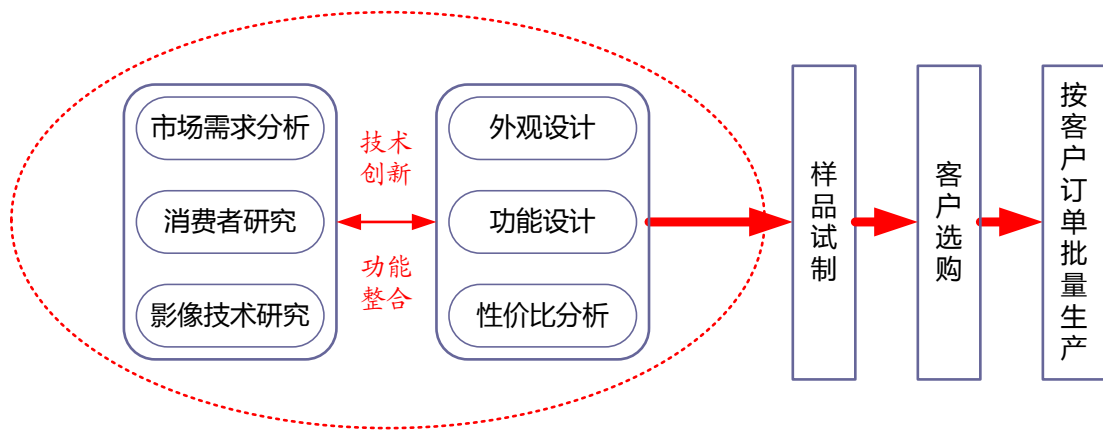 市场需求分析
消费者研究
影像技术研究
技术
创新
功能
整合
外观设计
功能设计
性价比分析
样品试制
客户选购
按客户订单批量生产